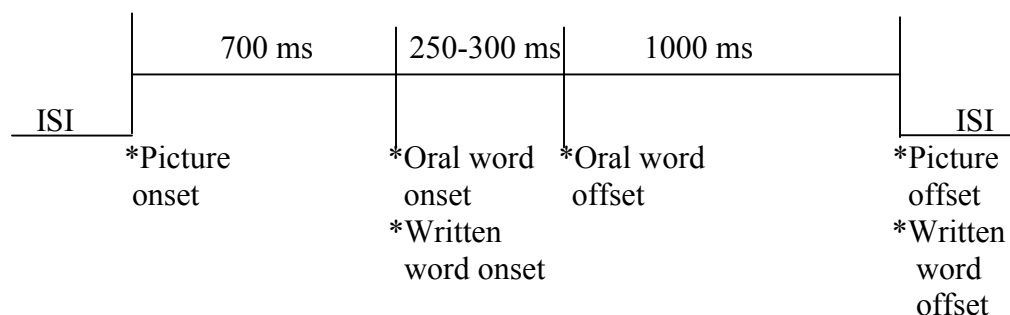 700 ms
250-300 ms
1000 ms
ISI
ISI
*Picture
onset
*Oral word
onset
*Written
word onset
*Oral word
offset
*Picture
offset
*Written
word
offset